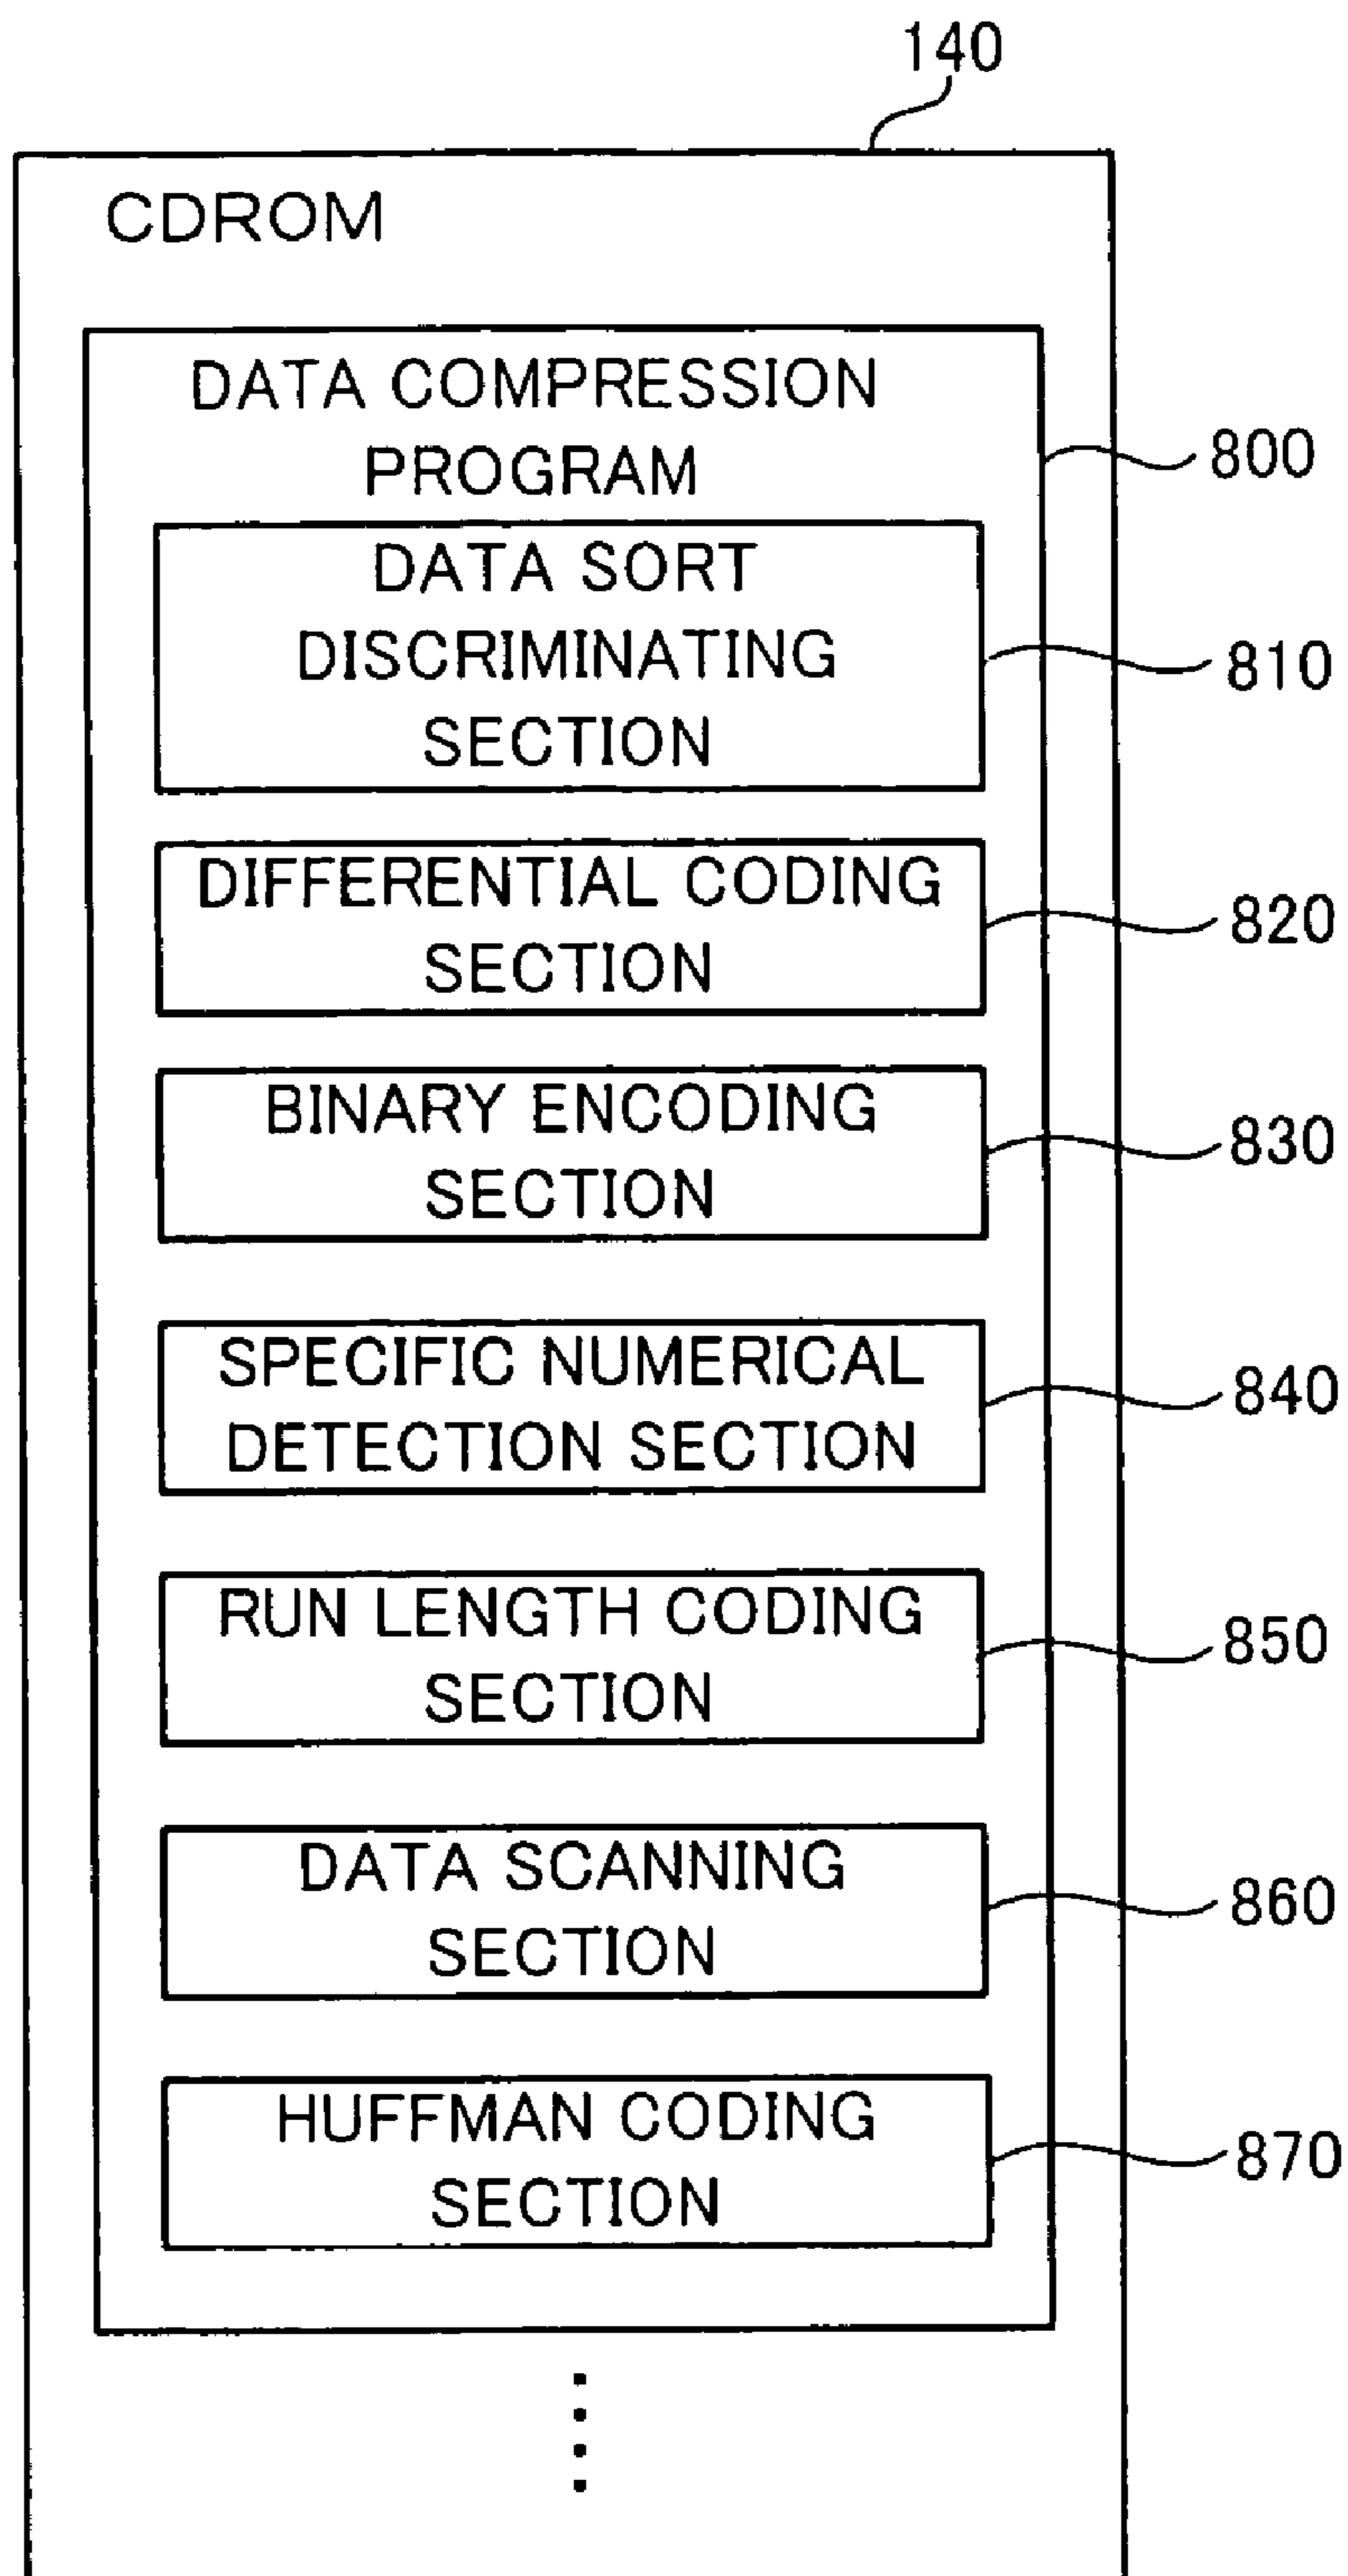 140
CDROM
DATA COMPRESSION
PROGRAM
800
DATA SORT
DISCRIMINATING
SECTION
810
DIFFERENTIAL CODING
SECTION
820
BINARY ENCODING
SECTION
830
SPECIFIC NUMERICAL
DETECTION SECTION
840
RUN LENGTH CODING
SECTION
850
DATA SCANNING
SECTION
860
HUFFMAN CODING
SECTION
870